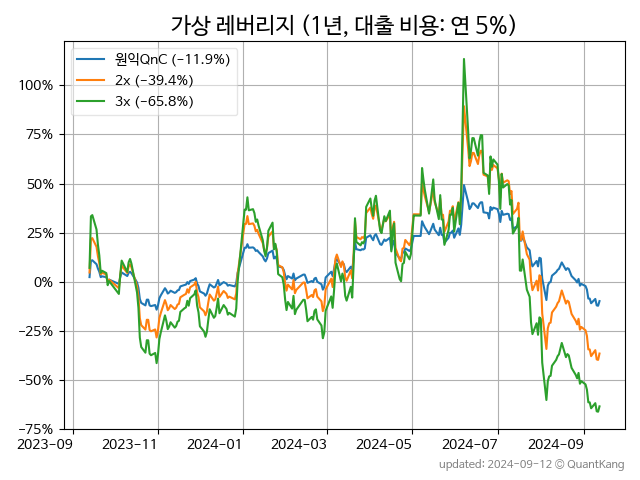 가상 레버리지 (1년, 대출 비용: 연 5%)
원익QnC (-11.9%)
2x (-39.4%)
3x (-65.8%)
100%
75%
50%
25%
0%
-25%
-50%
-75%
2023-09 2023-11 2024-01 2024-03 2024-05 2024-07 2024-09
updated: 2024-09-12 © QuantKang